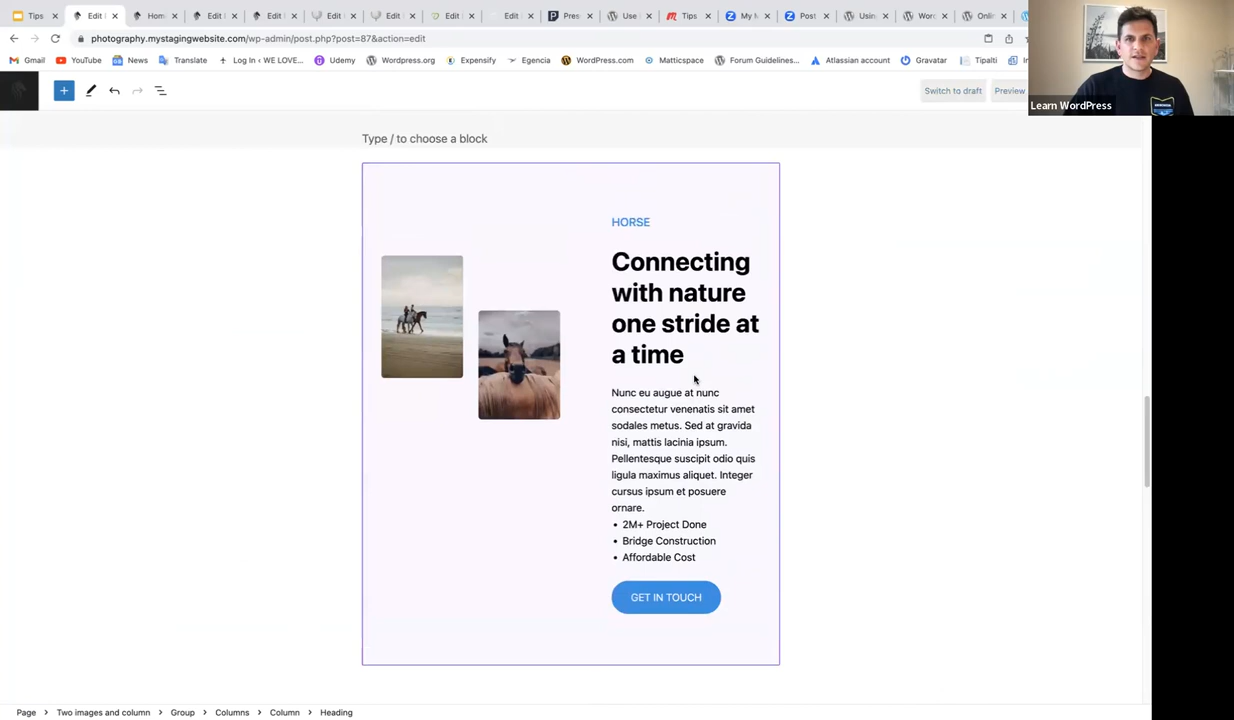 Tips
Edit
Hom
Edit
Edit
Edit
Edit
Edit
Edit
Pres
Use
Tips
My
Post
Usin
Wor
Onlin
photography.mystagingwebsite.com/wp-admin/post.php?post=87&action=edit
Gmail
YouTube
News
Translate
Log In ‹ WE LOVE...
Udemy
Wordpress.org
Expensify
Egencia
WordPress.com
Matticspace
Forum Guidelines...
Atlassian account
Gravatar
Tipalti
Switch to draft
Preview
Learn WordPress
Type / to choose a block
HORSE
Connecting
with nature
one stride at
a time
Nunc eu augue at nunc
consectetur venenatis sit amet
sodales metus. Sed at gravida
nisi, mattis lacinia ipsum.
Pellentesque suscipit odio quis
ligula maximus aliquet. Integer
cursus ipsum et posuere
ornare.
• 2M+ Project Done
• Bridge Construction
• Affordable Cost
GET IN TOUCH
Page > Two images and column > Group > Columns > Column > Heading